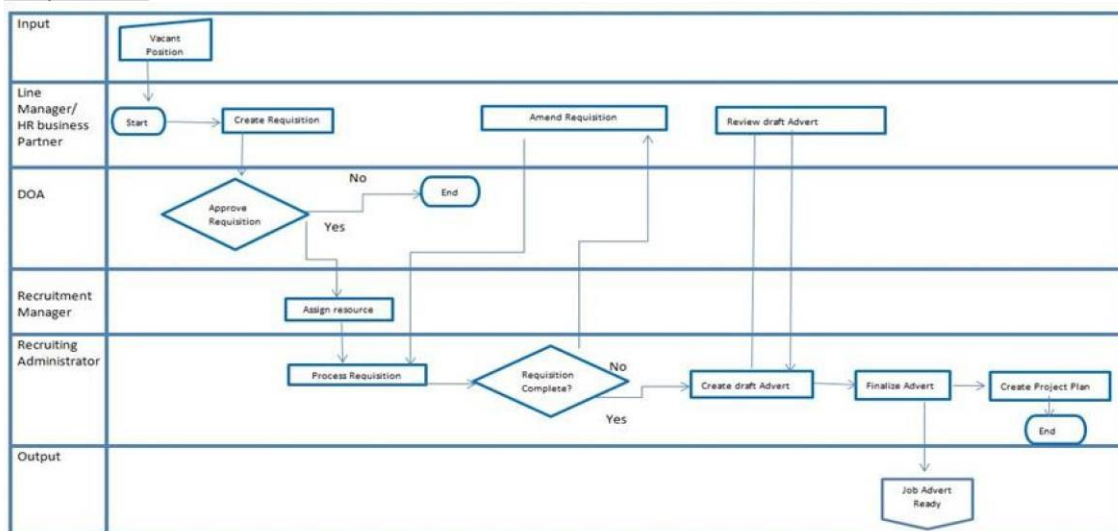 Input
Vacant
Position
Line
Manager/
HR business
Partner
Start
Create Requisition
Amend Requisition
Review draft Advert
DOA
Approve
Requisition
No
Yes
End
Recruitment
Manager
Assign resource
Recruiting
Administrator
Process Requisition
Requisition
Complete?
No
Yes
Create draft Advert
Finalize Advert
Create Project Plan
End
Output
Job Advert
Ready